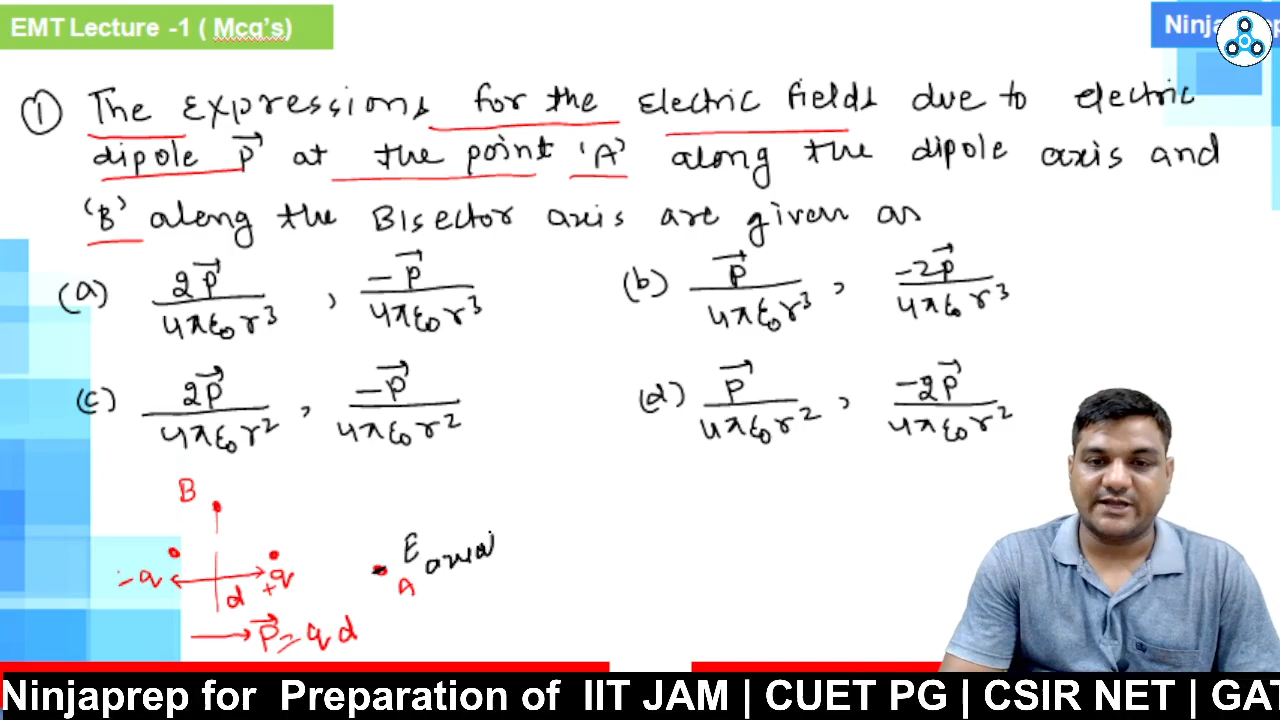 EMT Lecture -1 ( Mcq's)
Ninja
① The Expressions for the Electric fields due to electric
dipole p⃗ at the point 'A' along the dipole axis and
'B' along the Bisector axis are given as
(a) 2p⃗/4πε₀r³ , -p⃗/4πε₀r³ (b) p⃗/4πε₀r³ , -2p⃗/4πε₀r³
(c) 2p⃗/4πε₀r² , -p⃗/4πε₀r² (d) p⃗/4πε₀r² , -2p⃗/4πε₀r²
B
E axial
-q d +q A
p⃗ = qd
Ninjaprep for Preparation of IIT JAM | CUET PG | CSIR NET | GAT